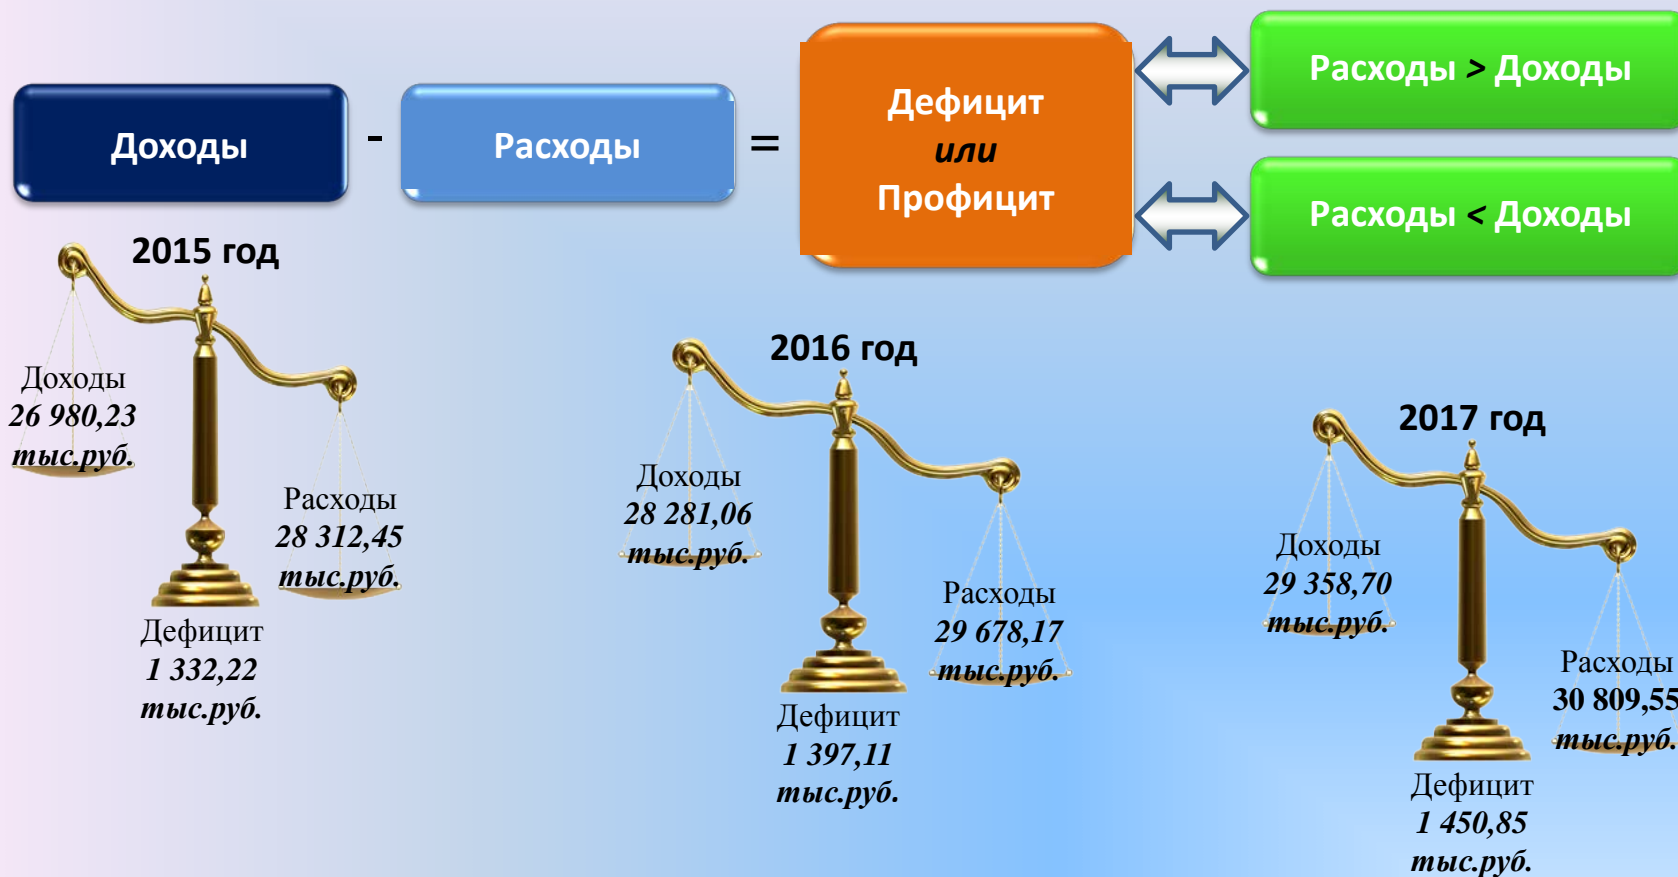 Доходы
-
Расходы
=
Дефицит
или
Профицит
Расходы > Доходы
Расходы < Доходы
2015 год
Доходы
26 980,23
тыс.руб.
Расходы
28 312,45
тыс.руб.
Дефицит
1 332,22
тыс.руб.
2016 год
Доходы
28 281,06
тыс.руб.
Расходы
29 678,17
тыс.руб.
Дефицит
1 397,11
тыс.руб.
2017 год
Доходы
29 358,70
тыс.руб.
Расходы
30 809,55
тыс.руб.
Дефицит
1 450,85
тыс.руб.